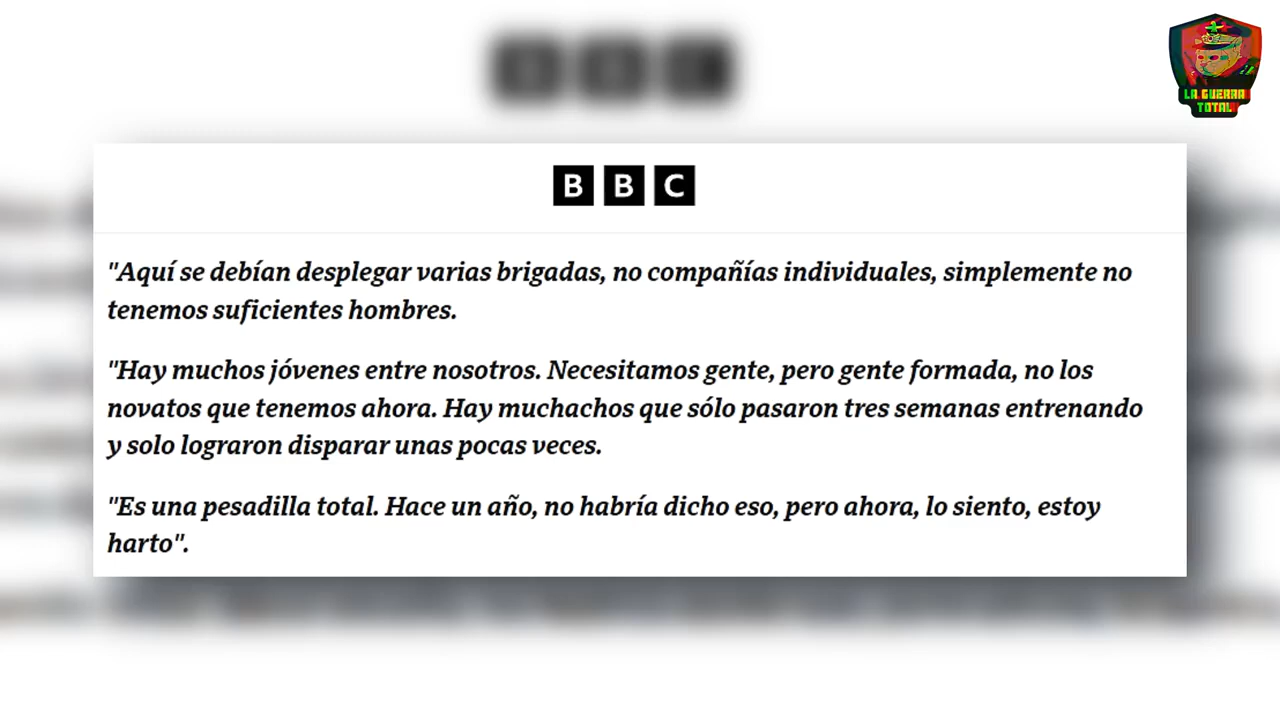 LA GUERRA
TOTAL
BBC
"Aquí se debían desplegar varias brigadas, no compañías individuales, simplemente no
tenemos suficientes hombres.
"Hay muchos jóvenes entre nosotros. Necesitamos gente, pero gente formada, no los
novatos que tenemos ahora. Hay muchachos que sólo pasaron tres semanas entrenando
y solo lograron disparar unas pocas veces.
"Es una pesadilla total. Hace un año, no habría dicho eso, pero ahora, lo siento, estoy
harto".